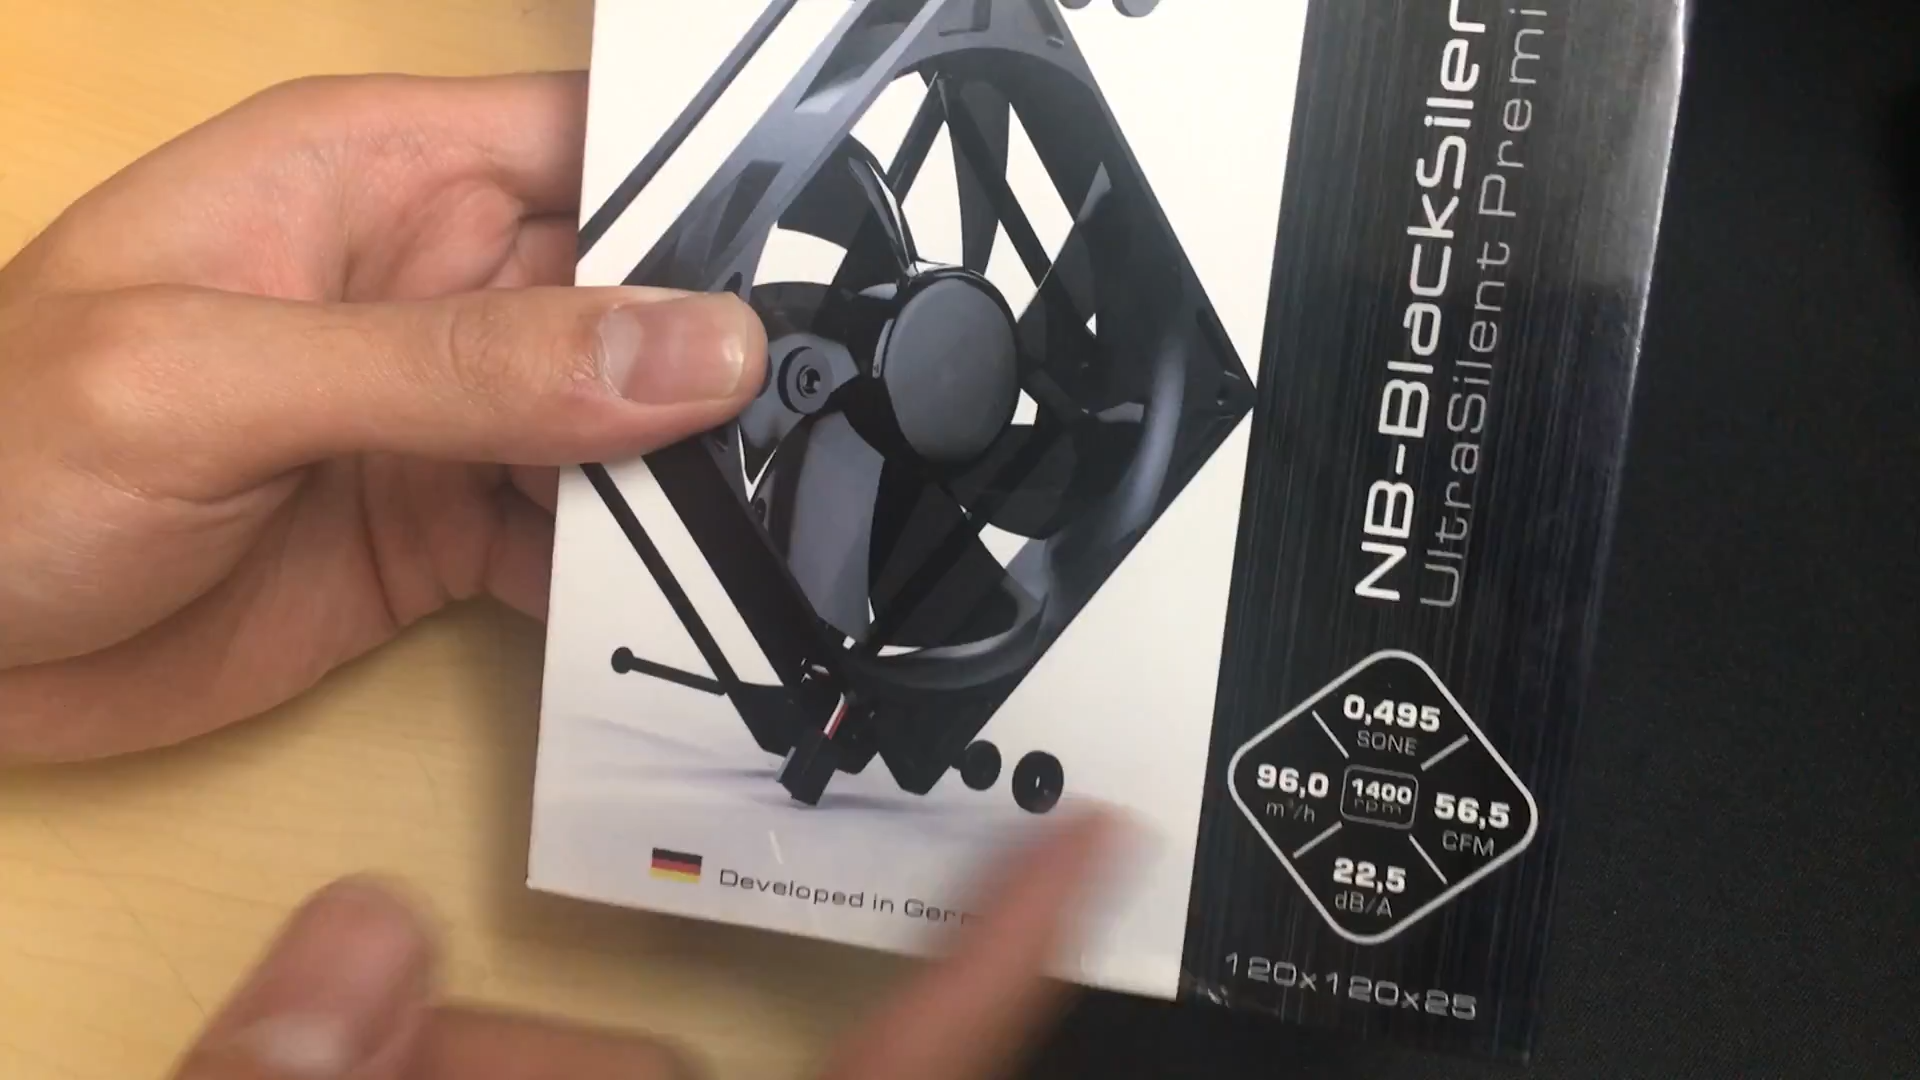 NB-BlackSilen
UltraSilent Premi
0,495
SONE
96,0
m³/h
1400
rpm
56,5
CFM
22,5
dB/A
Developed in Germ
120x120x25